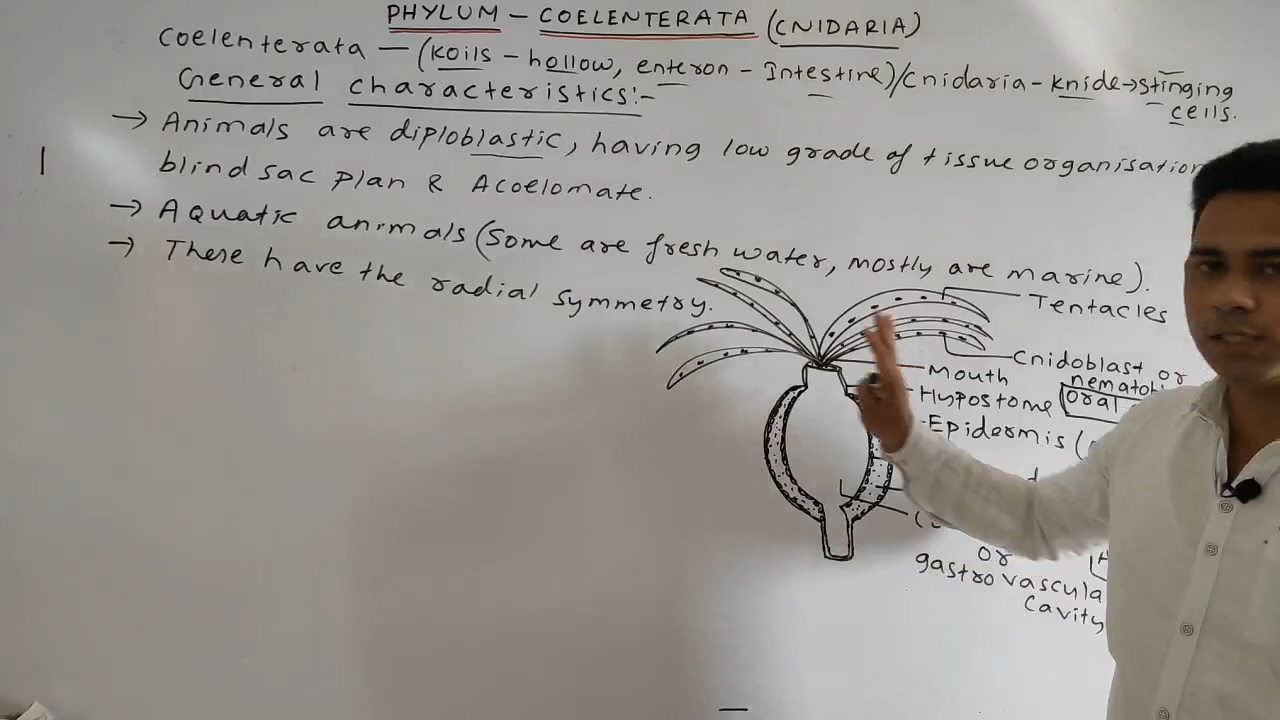 PHYLUM - COELENTERATA (CNIDARIA)
Coelenterata - (Koils - hollow, enteron - Intestine)/Cnidaria - knide → stinging
cells.
General characteristics:-
→ Animals are diploblastic, having low grade of tissue organisation
blind sac plan & Acoelomate.
→ Aquatic animals (Some are fresh water, mostly are marine).
→ These have the radial symmetry.
Tentacles
Cnidoblast or
Mouth
Hypostome
oral
Epidermis (
or
gastrovascula
Cavity